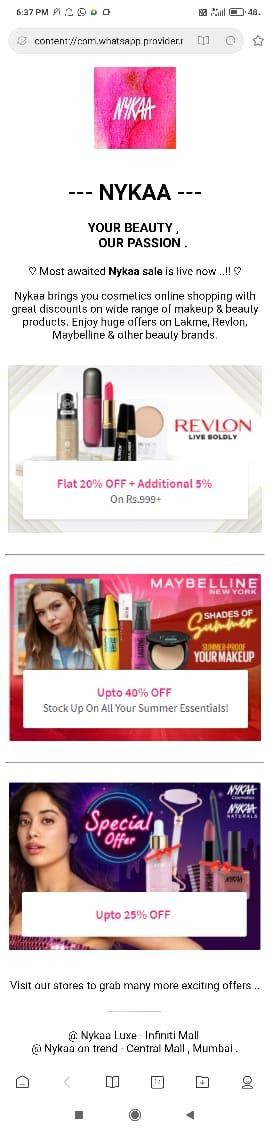 6:37 PM
48
content://com.whatsapp.provider.r
NYKAA
--- NYKAA ---
YOUR BEAUTY ,
OUR PASSION .
♡ Most awaited Nykaa sale is live now ..!! ♡
Nykaa brings you cosmetics online shopping with
great discounts on wide range of makeup & beauty
products. Enjoy huge offers on Lakme, Revlon,
Maybelline & other beauty brands.
REVLON
LIVE BOLDLY
Flat 20% OFF + Additional 5%
On Rs.999+
MAYBELLINE
NEW YORK
SHADES OF
Summer
SUMMER-PROOF
YOUR MAKEUP
Upto 40% OFF
Stock Up On All Your Summer Essentials!
NYKAA
Cosmetics
NYKAA
NATURALS
Special
Offer
NYKAA
Upto 25% OFF
Visit our stores to grab many more exciting offers ..
@ Nykaa Luxe - Infiniti Mall
@ Nykaa on trend - Central Mall , Mumbai .